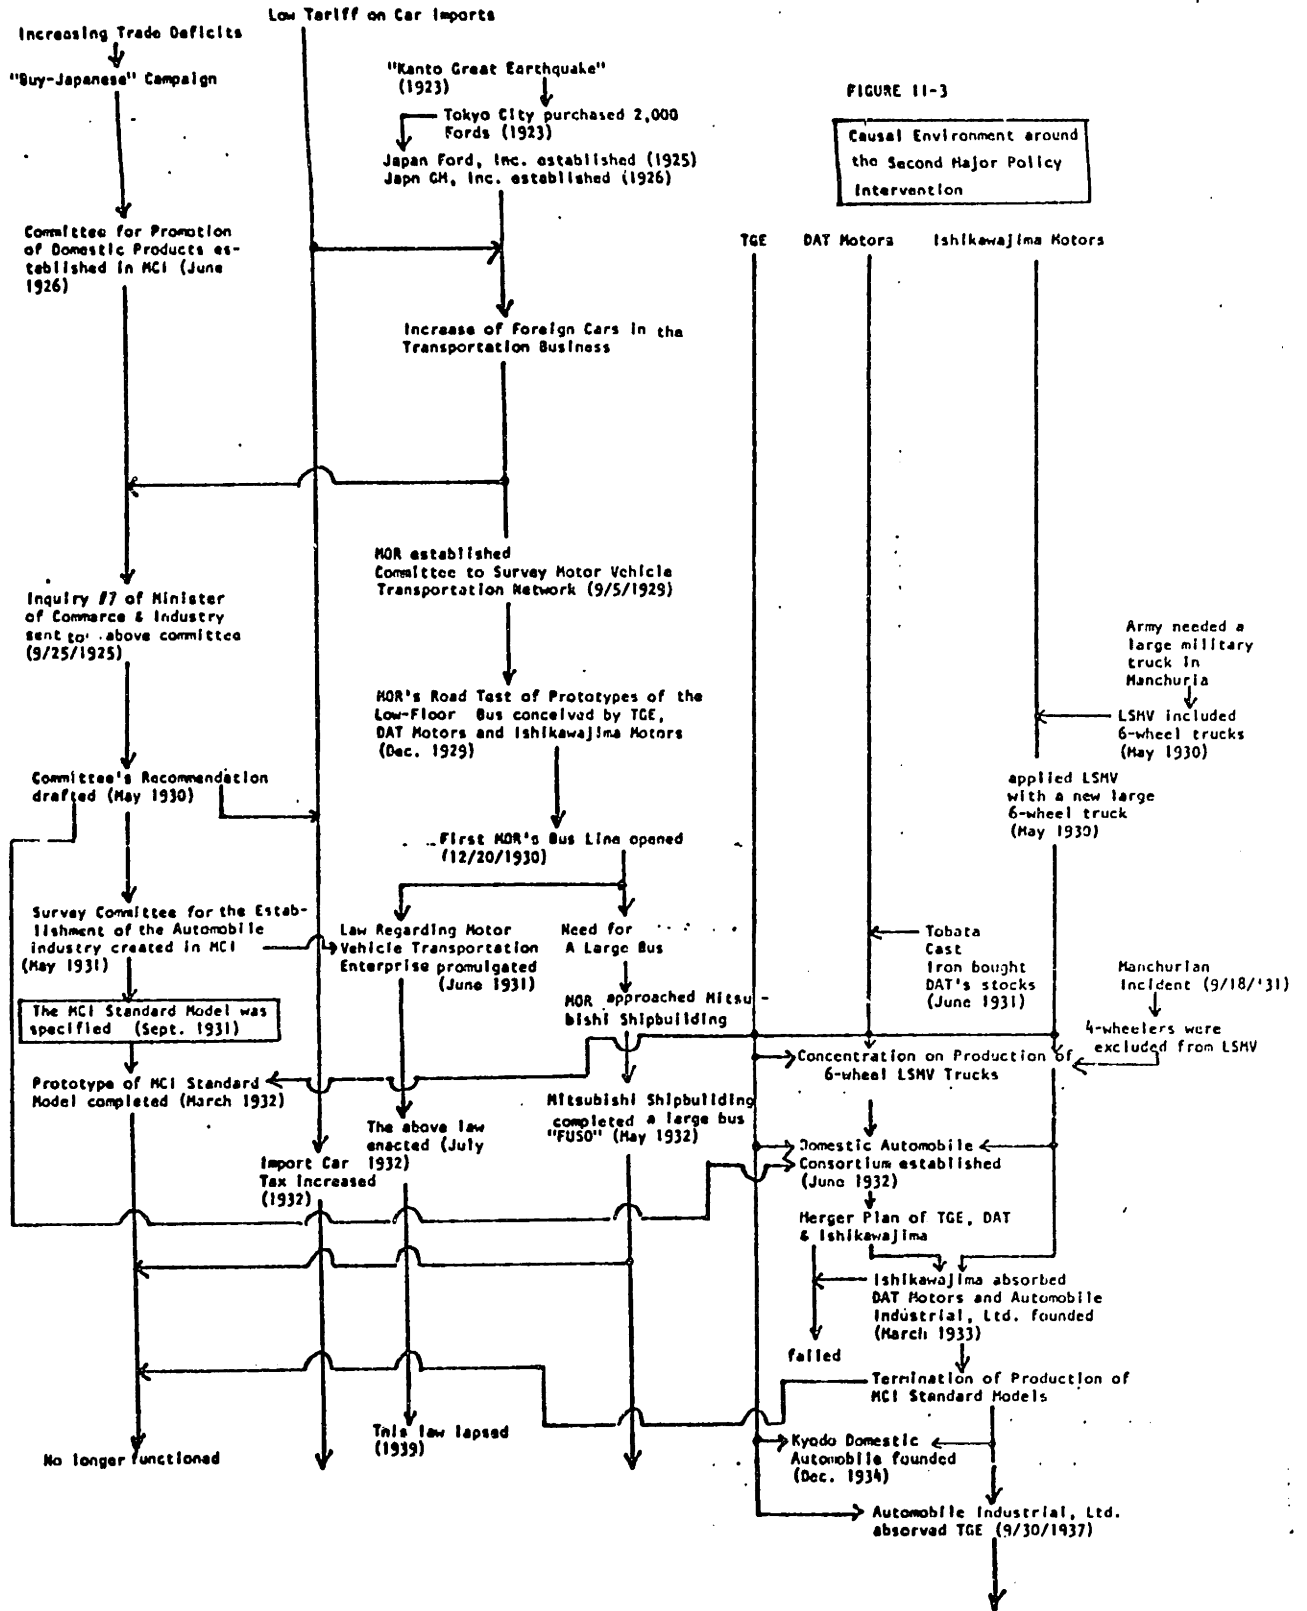 Low Tariff on Car Imports
Increasing Trade Deficits
"Buy-Japanese" Campaign
"Kanto Great Earthquake"
(1923)
Tokyo City purchased 2,000
Fords (1923)
Japan Ford, Inc. established (1925)
Japn GM, Inc. established (1926)
FIGURE II-3
Causal Environment around
the Second Major Policy
Intervention
Committee for Promotion
of Domestic Products es-
tablished in MCI (June
1926)
TGE
DAT Motors
Ishikawajima Motors
Increase of Foreign Cars in the
Transportation Business
MOR established
Committee to Survey Motor Vehicle
Transportation Network (9/5/1929)
Inquiry #7 of Minister
of Commerce & Industry
sent to above committee
(9/25/1925)
Army needed a
large military
truck in
Manchuria
LSMV included
6-wheel trucks
(May 1930)
MOR's Road Test of Prototypes of the
Low-Floor Bus conceived by TGE,
DAT Motors and Ishikawajima Motors
(Dec. 1929)
Committee's Recommendation
drafted (May 1930)
applied LSMV
with a new large
6-wheel truck
(May 1930)
First MOR's Bus Line opened
(12/20/1930)
Survey Committee for the Estab-
lishment of the Automobile
industry created in MCI
(May 1931)
Law Regarding Motor
Vehicle Transportation
Enterprise promulgated
(June 1931)
Need for
A Large Bus
Tobata
Cast
Iron bought
DAT's stocks
(June 1931)
Manchurian
Incident (9/18/'31)
The MCI Standard Model was
specified (Sept. 1931)
MOR approached Mitsu-
bishi Shipbuilding
4-wheelers were
excluded from LSMV
Concentration on Production of
6-wheel LSMV Trucks
Prototype of MCI Standard
Model completed (March 1932)
Mitsubishi Shipbuilding
completed a large bus
"FUSO" (May 1932)
The above law
enacted (July
1932)
Import Car
Tax Increased
(1932)
Domestic Automobile
Consortium established
(June 1932)
Merger Plan of TGE, DAT
& Ishikawajima
Ishikawajima absorbed
DAT Motors and Automobile
Industrial, Ltd. founded
(March 1933)
failed
Termination of Production of
MCI Standard Models
This law lapsed
(1939)
No longer functioned
Kyodo Domestic
Automobile founded
(Dec. 1934)
Automobile Industrial, Ltd.
absorved TGE (9/30/1937)